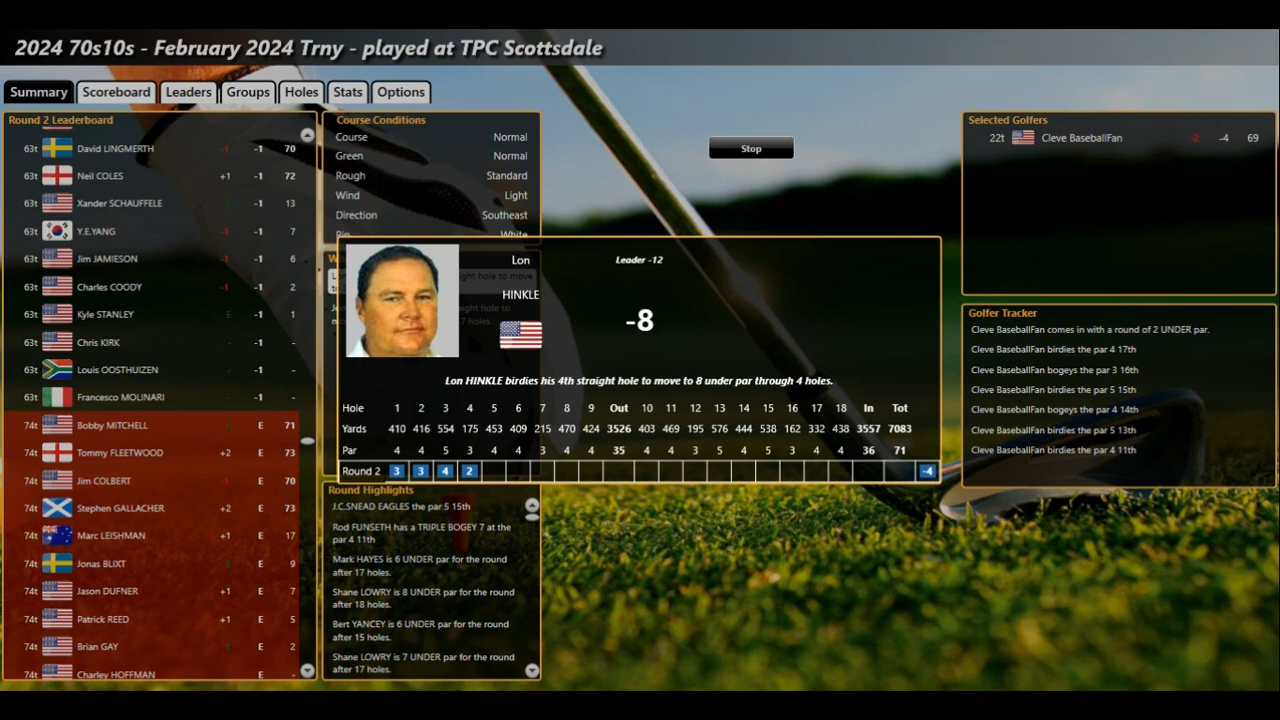 2024 70s10s - February 2024 Trny - played at TPC Scottsdale
Summary Scoreboard Leaders Groups Holes Stats Options
Round 2 Leaderboard
63t David LINGMERTH -1 -1 70
63t Neil COLES +1 -1 72
63t Xander SCHAUFFELE E -1 13
63t Y.E.YANG -1 -1 7
63t Jim JAMIESON -1 -1 6
63t Charles COODY -1 -1 2
63t Kyle STANLEY E -1 1
63t Chris KIRK - -1 -
63t Louis OOSTHUIZEN - -1 -
63t Francesco MOLINARI - -1 -
74t Bobby MITCHELL E E 71
74t Tommy FLEETWOOD +2 E 73
74t Jim COLBERT -1 E 70
74t Stephen GALLACHER +2 E 73
74t Marc LEISHMAN +1 E 17
74t Jonas BLIXT E E 9
74t Jason DUFNER +1 E 7
74t Patrick REED +1 E 5
74t Brian GAY E E 2
74t Charley HOFFMAN E -
Course Conditions
Course Normal
Green Normal
Rough Standard
Wind Light
Direction Southeast
Pin White
Stop
Lon
HINKLE
Leader -12
-8
Lon HINKLE birdies his 4th straight hole to move to 8 under par through 4 holes.
Hole 1 2 3 4 5 6 7 8 9 Out 10 11 12 13 14 15 16 17 18 In Tot
Yards 410 416 554 175 453 409 215 470 424 3526 403 469 195 576 444 538 162 332 438 3557 7083
Par 4 4 5 3 4 4 3 4 4 35 4 4 3 5 4 5 3 4 4 36 71
Round 2 3 3 4 2 -4
Round Highlights
J.C.SNEAD EAGLES the par 5 15th
Rod FUNSETH has a TRIPLE BOGEY 7 at the
par 4 11th
Mark HAYES is 6 UNDER par for the round
after 17 holes.
Shane LOWRY is 8 UNDER par for the round
after 18 holes.
Bert YANCEY is 6 UNDER par for the round
after 15 holes.
Shane LOWRY is 7 UNDER par for the round
after 17 holes.
Selected Golfers
22t Cleve BaseballFan -2 -4 69
Golfer Tracker
Cleve BaseballFan comes in with a round of 2 UNDER par.
Cleve BaseballFan birdies the par 4 17th
Cleve BaseballFan bogeys the par 3 16th
Cleve BaseballFan birdies the par 5 15th
Cleve BaseballFan bogeys the par 4 14th
Cleve BaseballFan birdies the par 5 13th
Cleve BaseballFan birdies the par 4 11th